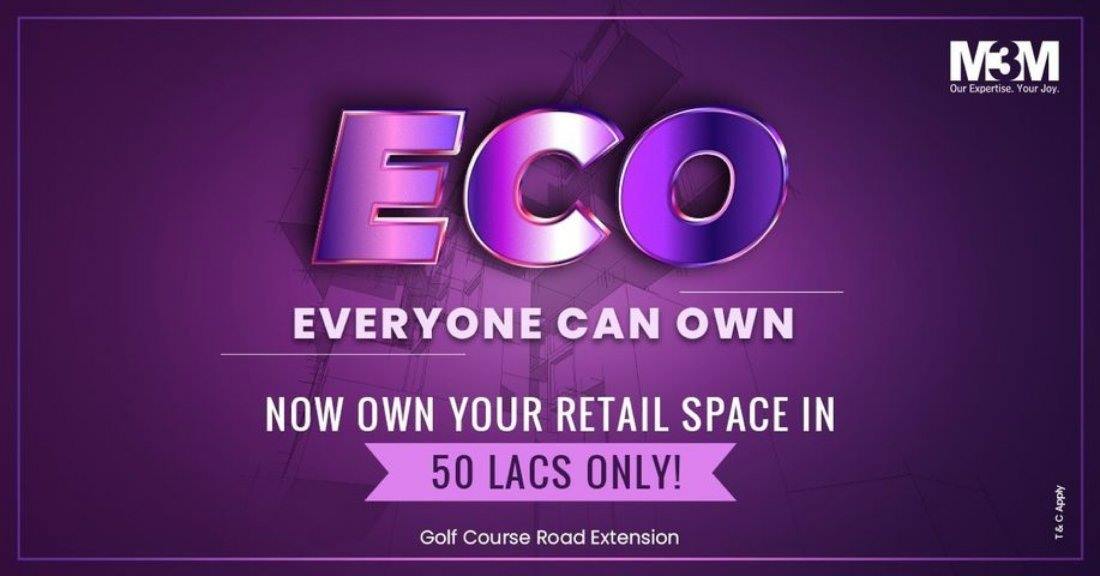 M3M
Our Expertise. Your Joy.
ECO
EVERYONE CAN OWN
NOW OWN YOUR RETAIL SPACE IN
50 LACS ONLY!
Golf Course Road Extension
T & C Apply